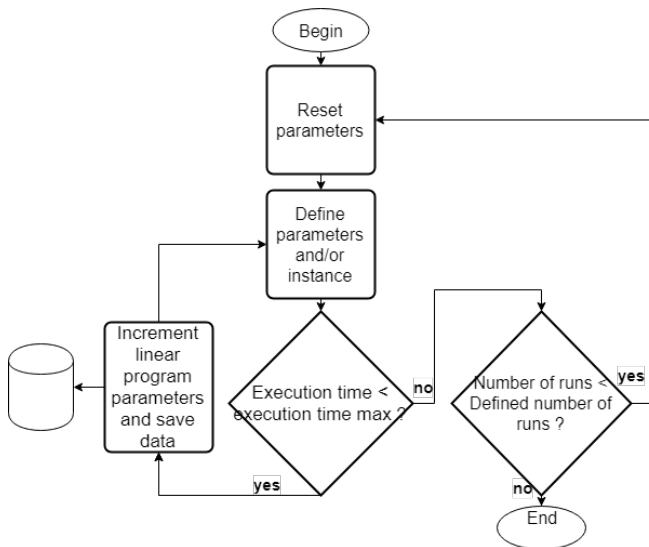 Begin
Reset
parameters
Define
parameters
and/or
instance
Increment
linear
program
parameters
and save
data
Execution time <
execution time max ?
no
yes
Number of runs <
Defined number of
runs ?
yes
no
End